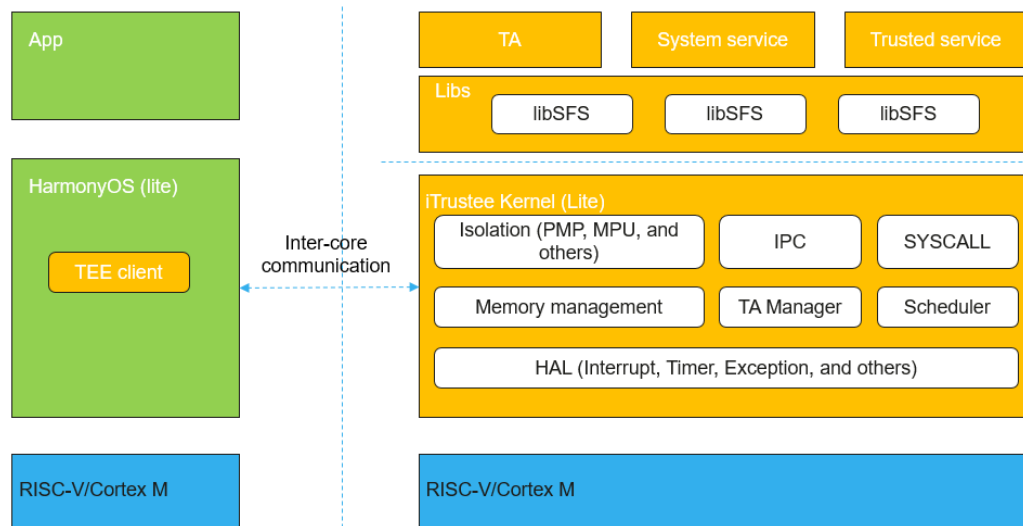 App
TA
System service
Trusted service
Libs
libSFS
libSFS
libSFS
HarmonyOS (lite)
TEE client
Inter-core
communication
iTrustee Kernel (Lite)
Isolation (PMP, MPU, and
others)
IPC
SYSCALL
Memory management
TA Manager
Scheduler
HAL (Interrupt, Timer, Exception, and others)
RISC-V/Cortex M
RISC-V/Cortex M